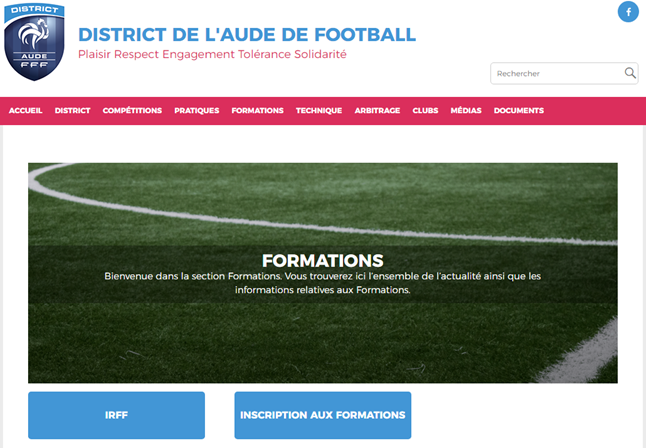 DISTRICT
AUDE
FFF
DISTRICT DE L'AUDE DE FOOTBALL
Plaisir Respect Engagement Tolérance Solidarité
f
Rechercher
ACCUEIL DISTRICT COMPÉTITIONS PRATIQUES FORMATIONS TECHNIQUE ARBITRAGE CLUBS MÉDIAS DOCUMENTS
FORMATIONS
Bienvenue dans la section Formations. Vous trouverez ici l'ensemble de l'actualité ainsi que les
informations relatives aux Formations.
IRFF
INSCRIPTION AUX FORMATIONS